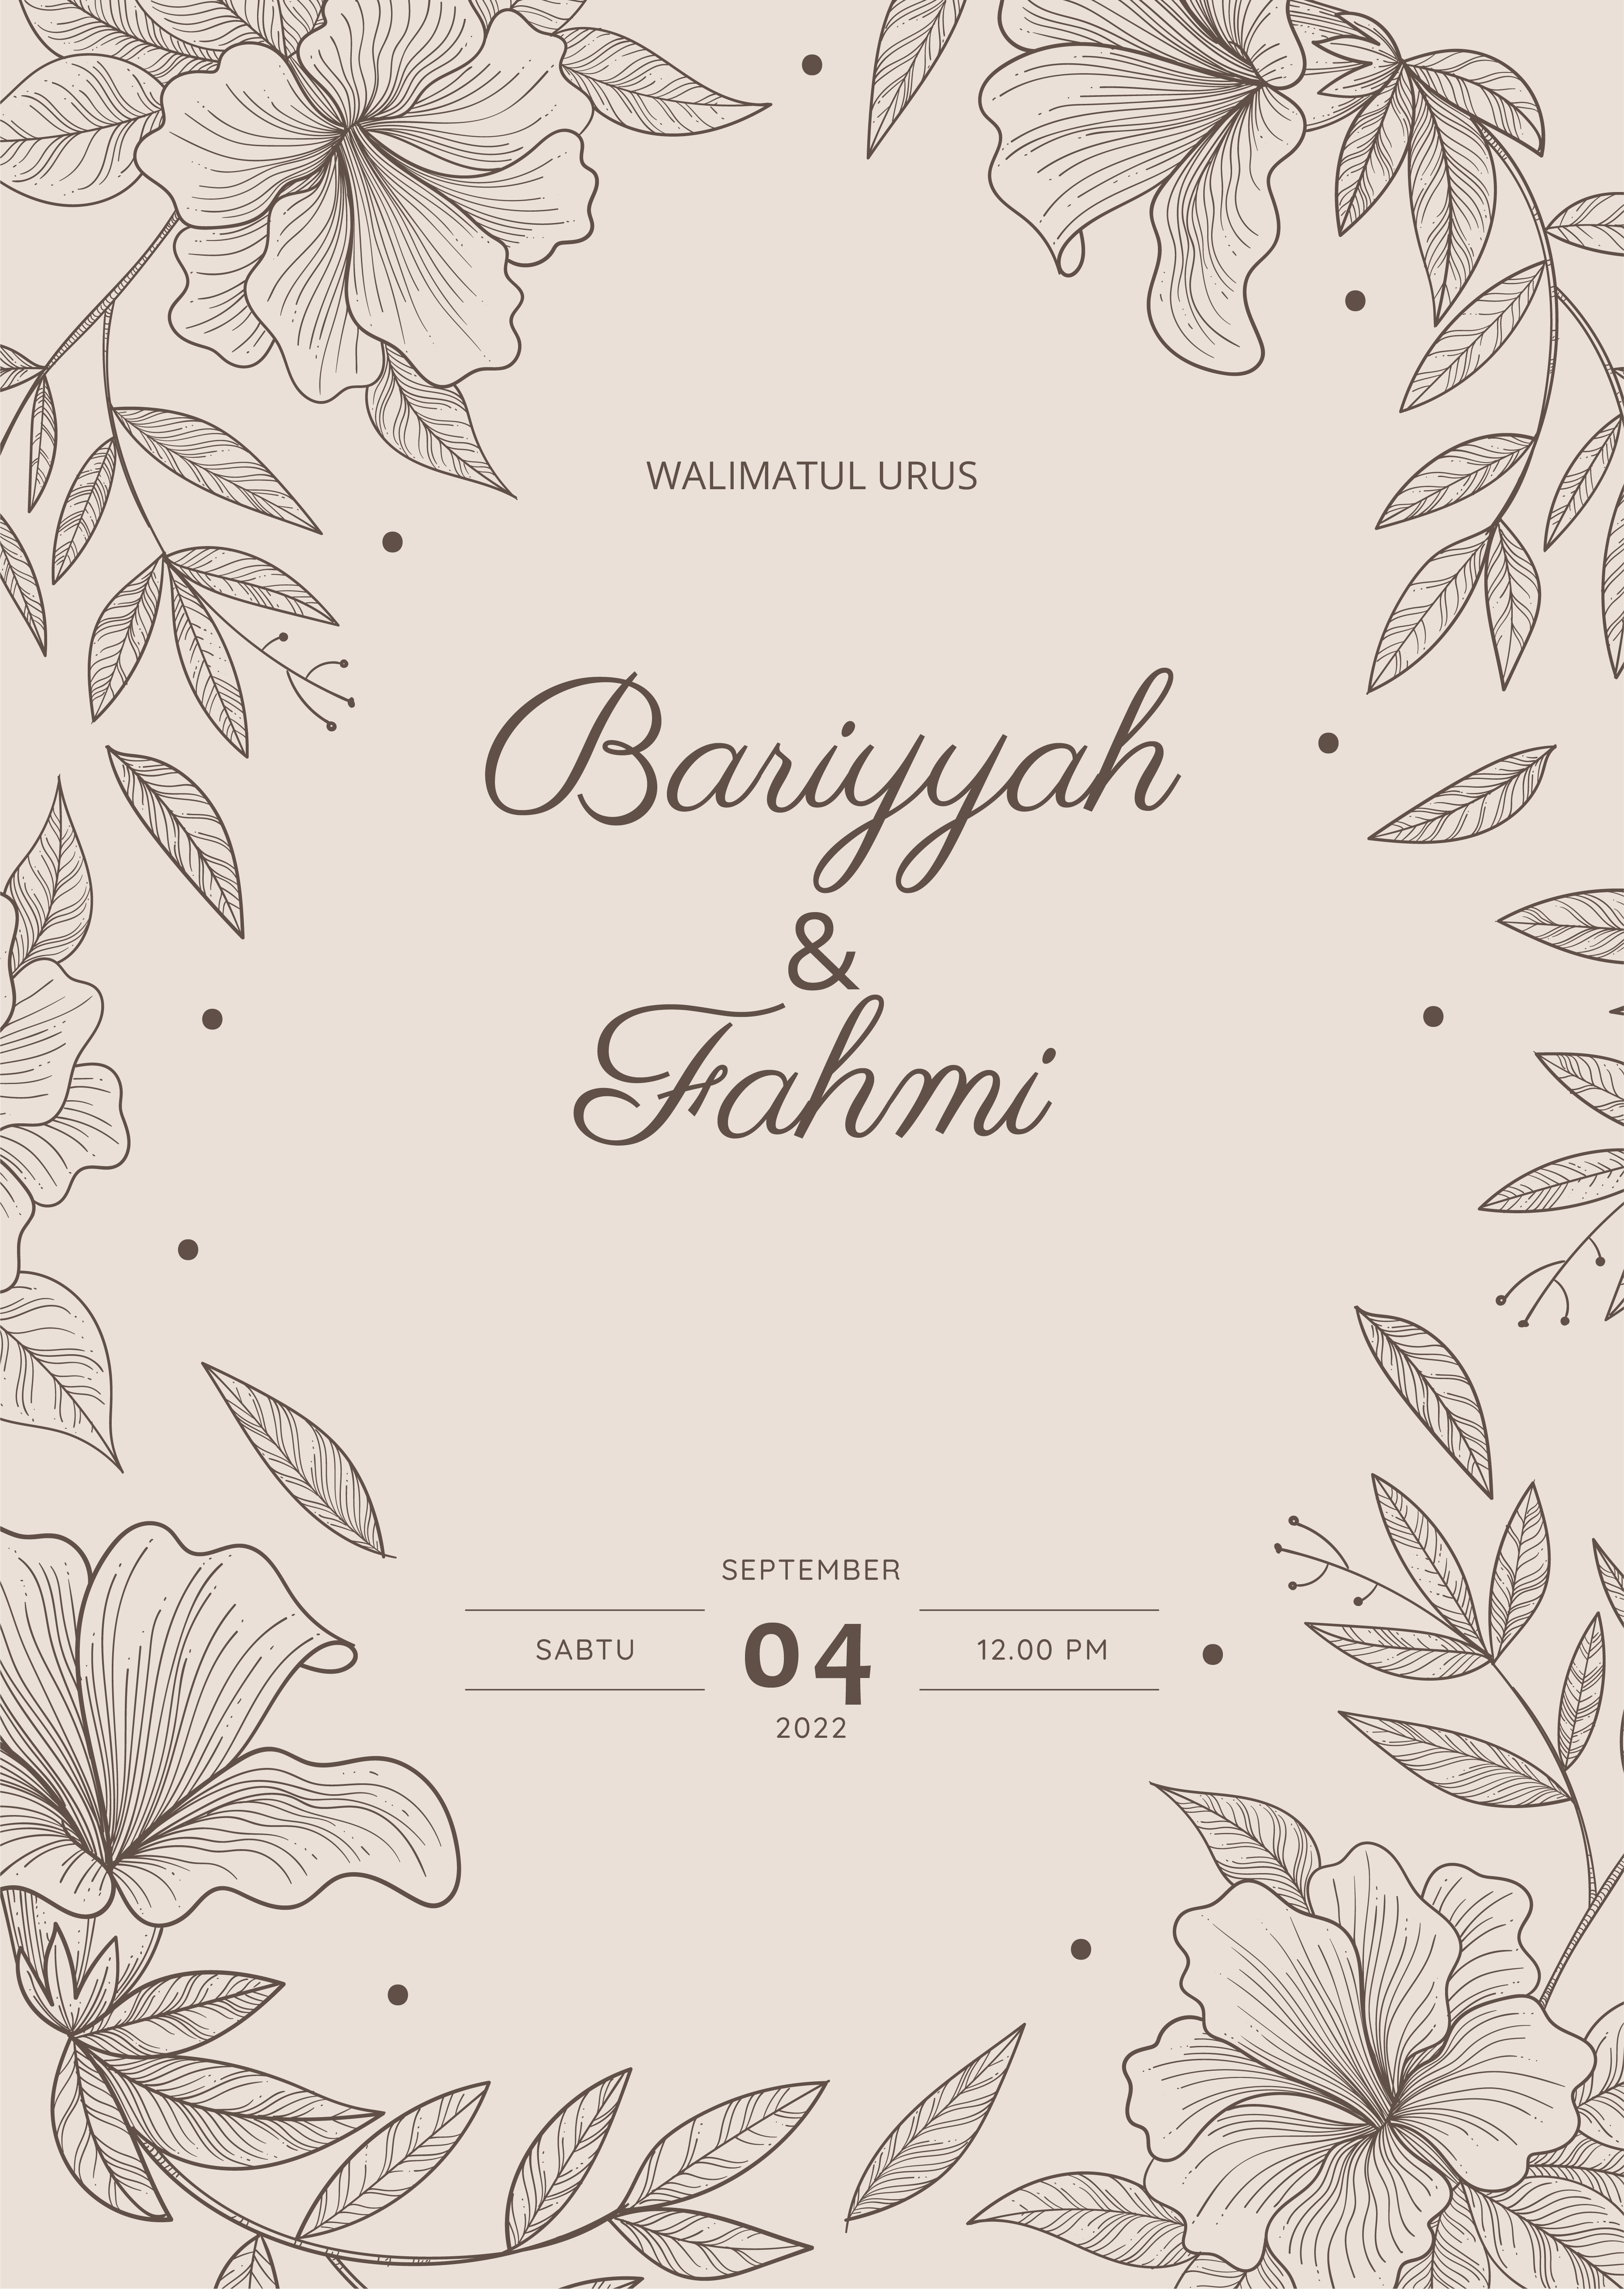 WALIMATUL URUS
Bariyyah
&
Fahmi
SEPTEMBER
SABTU 04 12.00 PM
2022